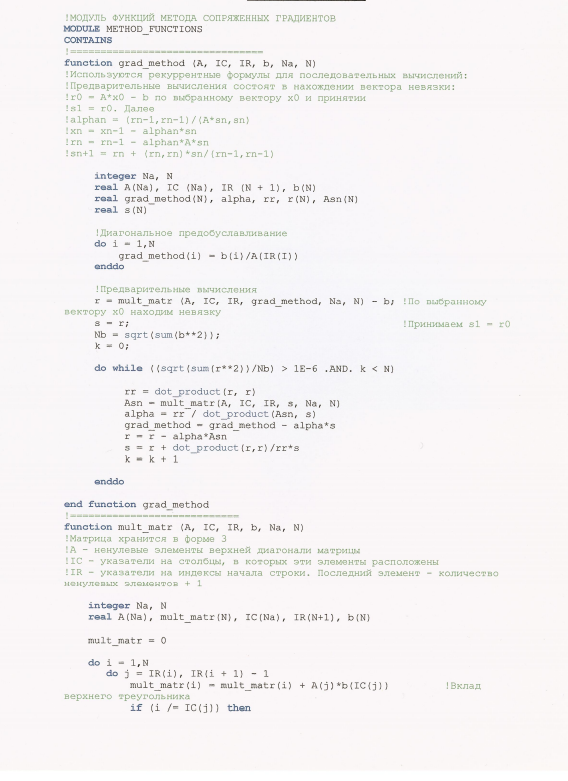 !МОДУЛЬ ФУНКЦИЙ МЕТОДА СОПРЯЖЕННЫХ ГРАДИЕНТОВ
MODULE METHOD_FUNCTIONS
CONTAINS
!================================
function grad_method (A, IC, IR, b, Na, N)
!Используются рекуррентные формулы для последовательных вычислений:
!Предварительные вычисления состоят в нахождении вектора невязки:
!r0 = A*x0 - b по выбранному вектору x0 и принятии
!s1 = r0. Далее
!alphan = (rn-1,rn-1)/(A*sn,sn)
!xn = xn-1 - alphan*sn
!rn = rn-1 - alphan*A*sn
!sn+1 = rn + (rn,rn)*sn/(rn-1,rn-1)
integer Na, N
real A(Na), IC (Na), IR (N + 1), b(N)
real grad_method(N), alpha, rr, r(N), Asn(N)
real s(N)
!Диагональное предобуславливание
do i = 1,N
grad_method(i) = b(i)/A(IR(I))
enddo
!Предварительные вычисления
r = mult_matr (A, IC, IR, grad_method, Na, N) - b; !По выбранному
вектору x0 находим невязку
s = r; !Принимаем s1 = r0
Nb = sqrt(sum(b**2));
k = 0;
do while ((sqrt(sum(r**2))/Nb) > 1E-6 .AND. k < N)
rr = dot_product(r, r)
Asn = mult_matr(A, IC, IR, s, Na, N)
alpha = rr / dot_product(Asn, s)
grad_method = grad_method - alpha*s
r = r - alpha*Asn
s = r + dot_product(r,r)/rr*s
k = k + 1
enddo
end function grad_method
!============================
function mult_matr (A, IC, IR, b, Na, N)
!Матрица хранится в форме 3
!A - ненулевые элементы верхней диагонали матрицы
!IC - указатели на столбцы, в которых эти элементы расположены
!IR - указатели на индексы начала строки. Последний элемент - количество
ненулевых элементов + 1
integer Na, N
real A(Na), mult_matr(N), IC(Na), IR(N+1), b(N)
mult_matr = 0
do i = 1,N
do j = IR(i), IR(i + 1) - 1
mult_matr(i) = mult_matr(i) + A(j)*b(IC(j)) !Вклад
верхнего треугольника
if (i /= IC(j)) then